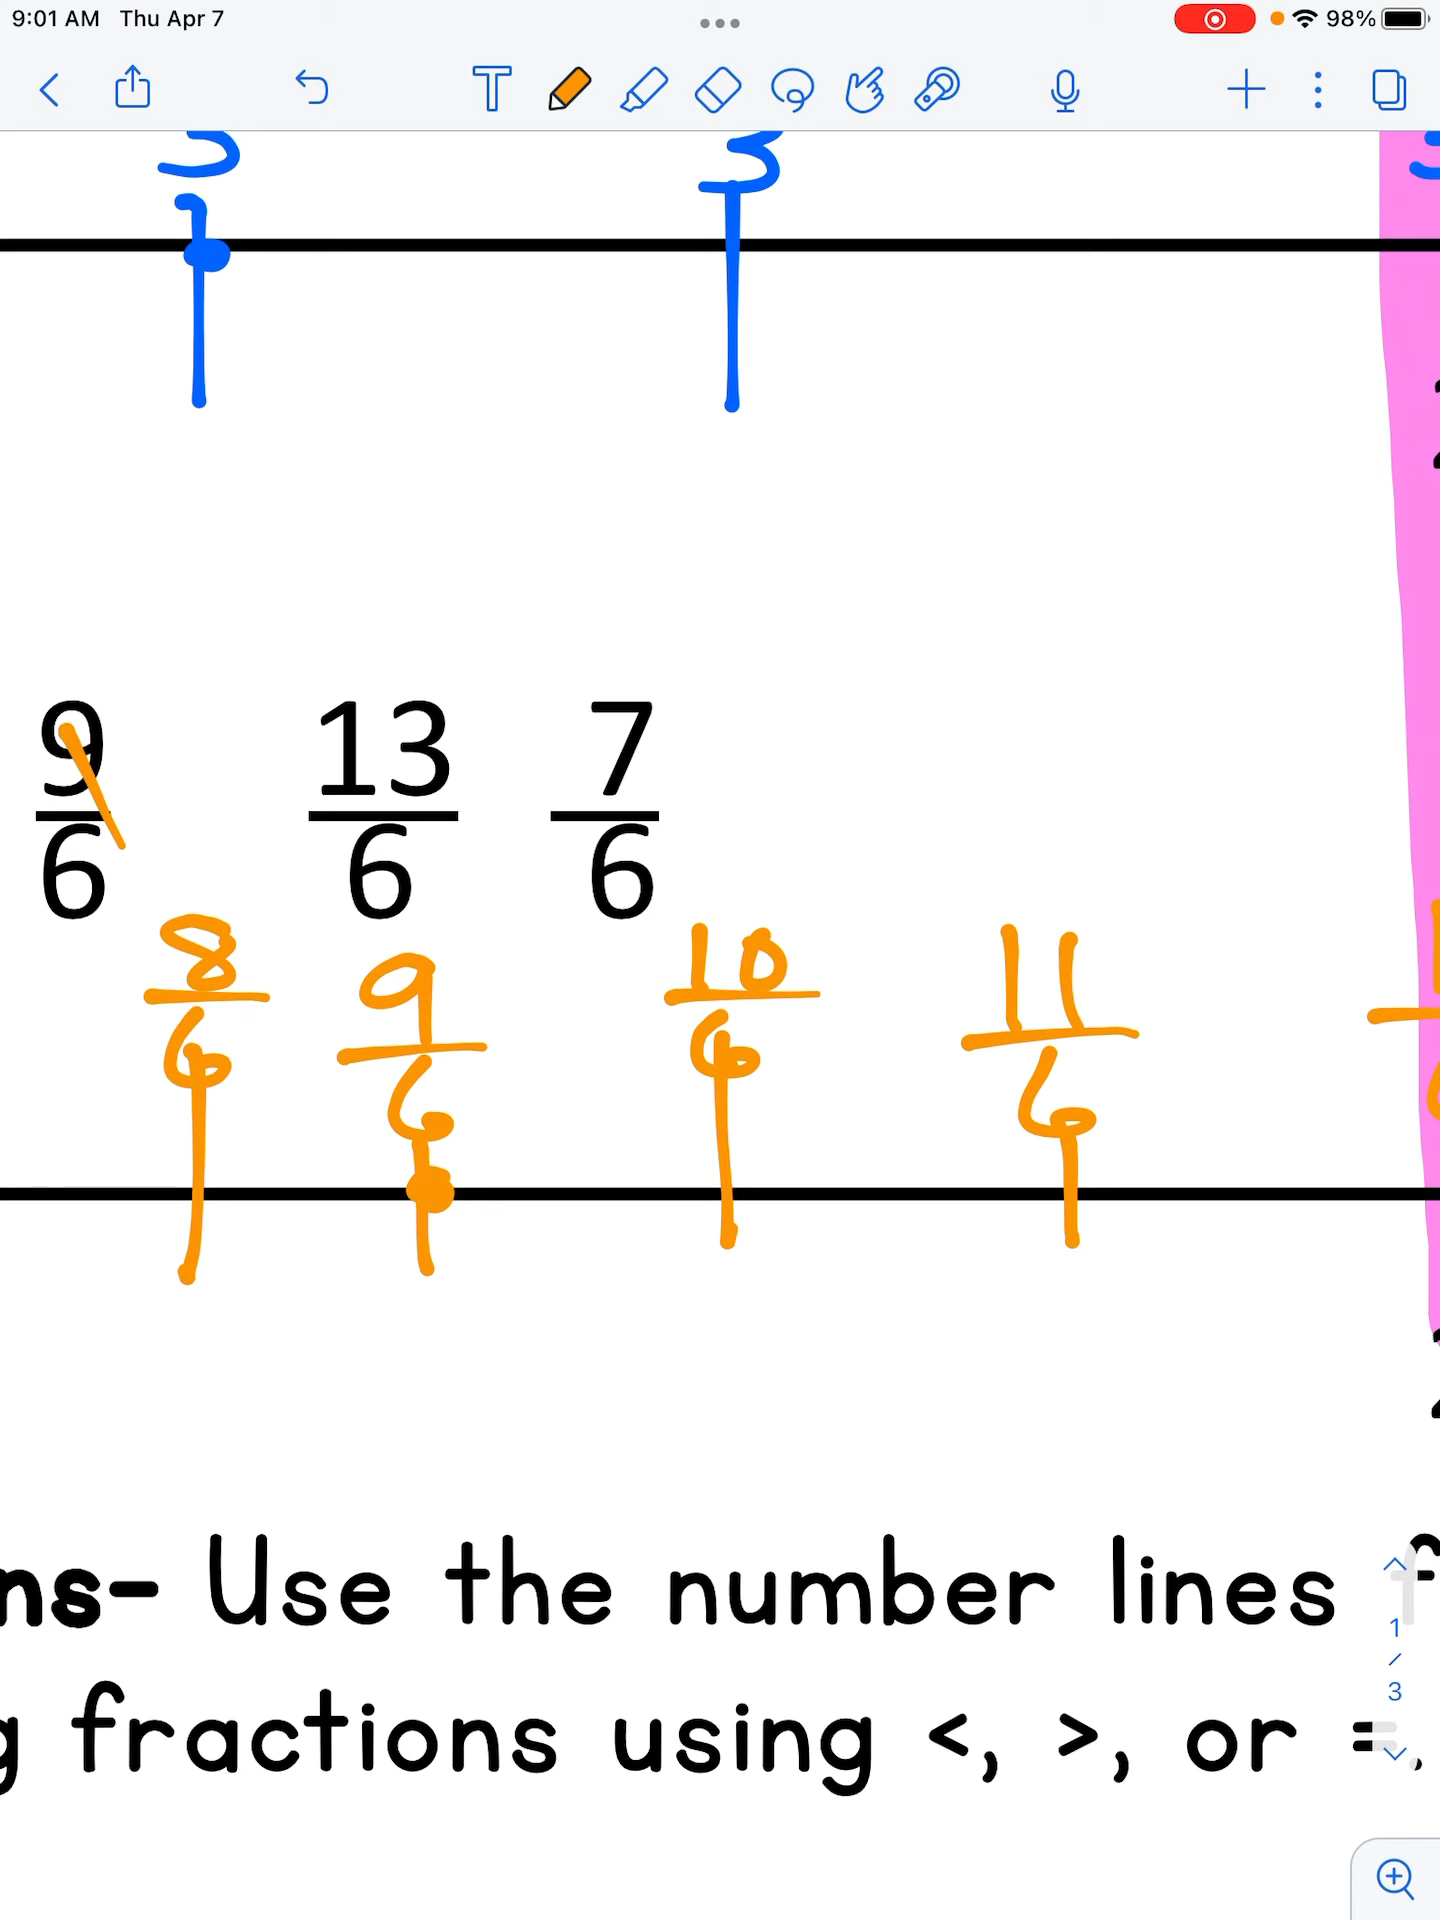 9:01 AM Thu Apr 7 98%
T
3 3
9/6 13/6 7/6
8/6 9/6 10/6 11/6
ns- Use the number lines f
g fractions using <, >, or =.
1
/
3